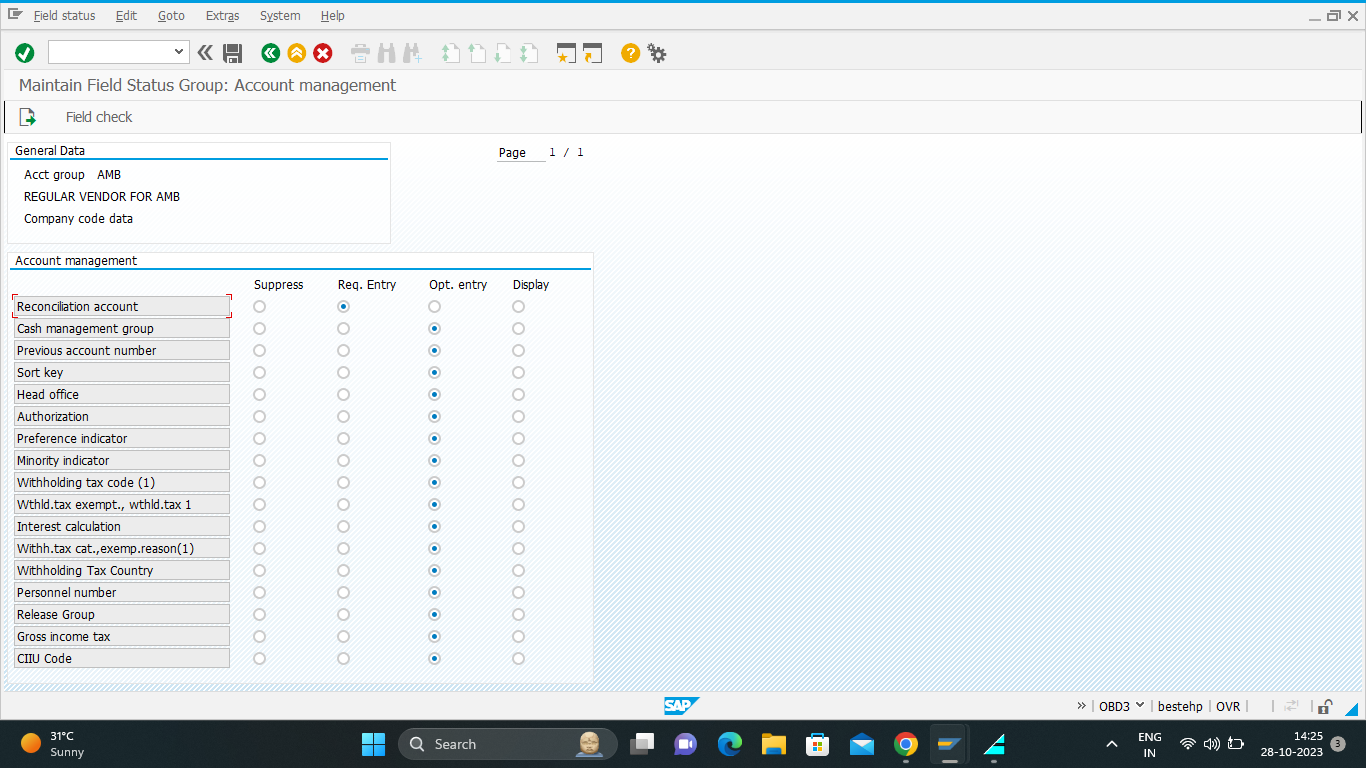 Field status Edit Goto Extras System Help
Maintain Field Status Group: Account management
Field check
General Data
Page 1 / 1
Acct group AMB
REGULAR VENDOR FOR AMB
Company code data
Account management
Suppress Req. Entry Opt. entry Display
Reconciliation account
Cash management group
Previous account number
Sort key
Head office
Authorization
Preference indicator
Minority indicator
Withholding tax code (1)
Wthld.tax exempt., wthld.tax 1
Interest calculation
Withh.tax cat.,exemp.reason(1)
Withholding Tax Country
Personnel number
Release Group
Gross income tax
CIIU Code
SAP
OBD3 bestehp OVR
31°C
Sunny
Search
ENG
IN
14:25
28-10-2023
3